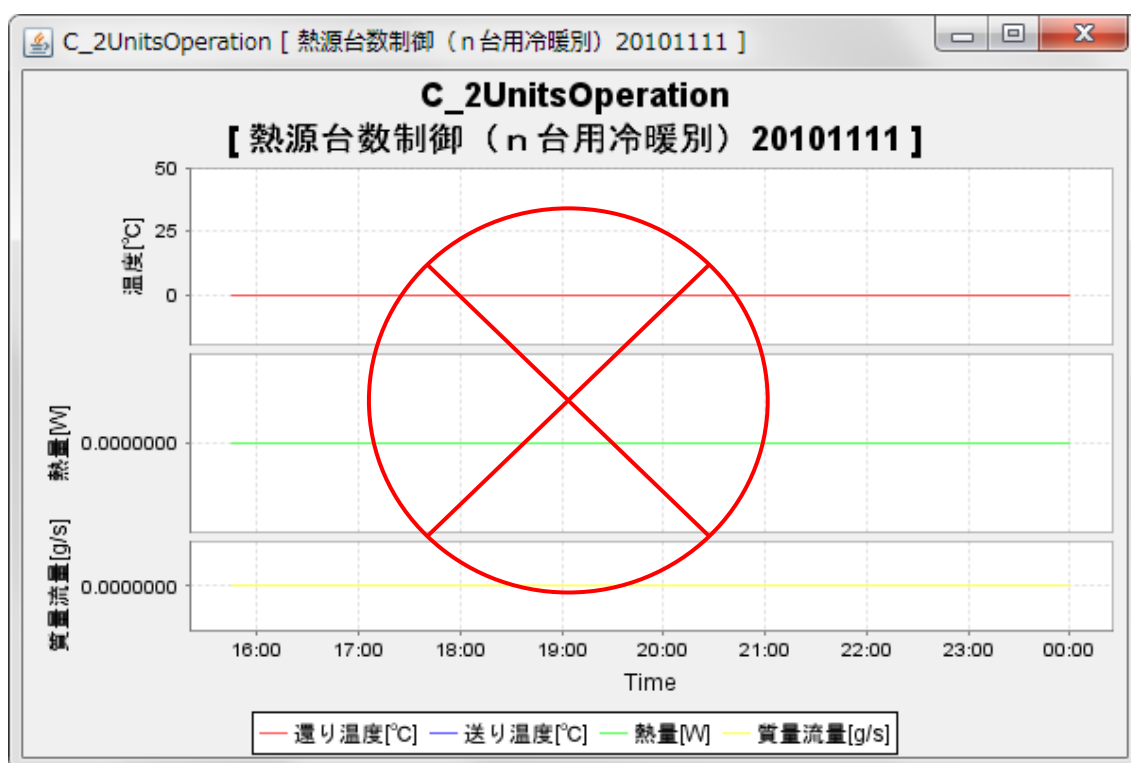 C_2UnitsOperation [ 熱源台数制御（ｎ台用冷暖別）20101111 ]
C_2UnitsOperation
[ 熱源台数制御（ｎ台用冷暖別）20101111 ]
温度[℃]
50
25
0
熱量[W]
0.0000000
質量流量[g/s]
0.0000000
16:00 17:00 18:00 19:00 20:00 21:00 22:00 23:00 00:00
Time
還り温度[℃] 送り温度[℃] 熱量[W] 質量流量[g/s]